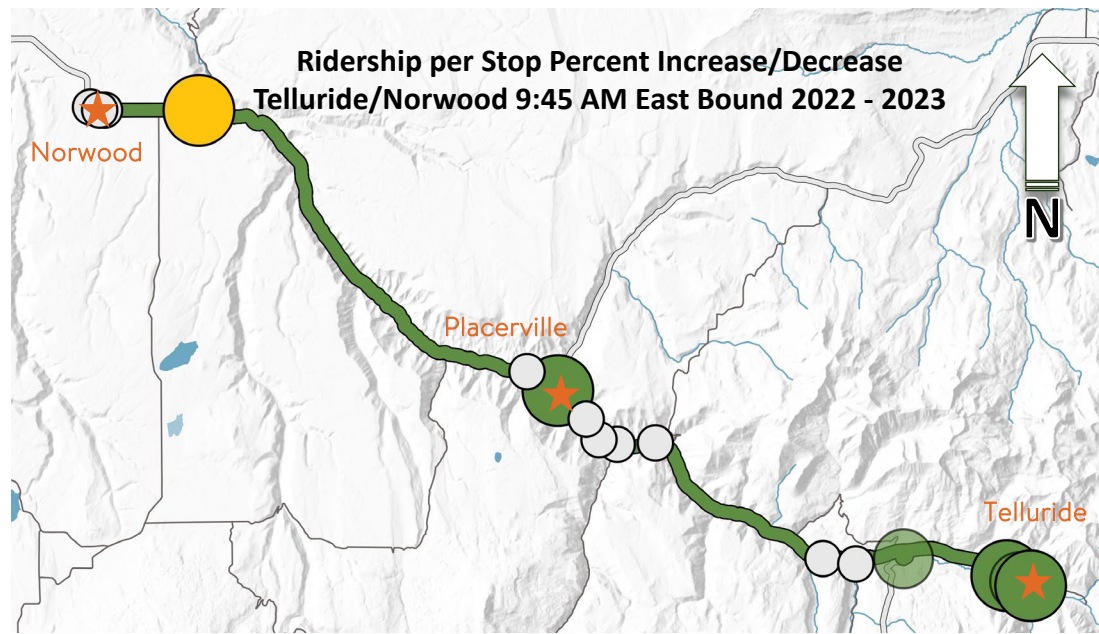 Ridership per Stop Percent Increase/Decrease
Telluride/Norwood 9:45 AM East Bound 2022 - 2023
N
Norwood
Placerville
Telluride